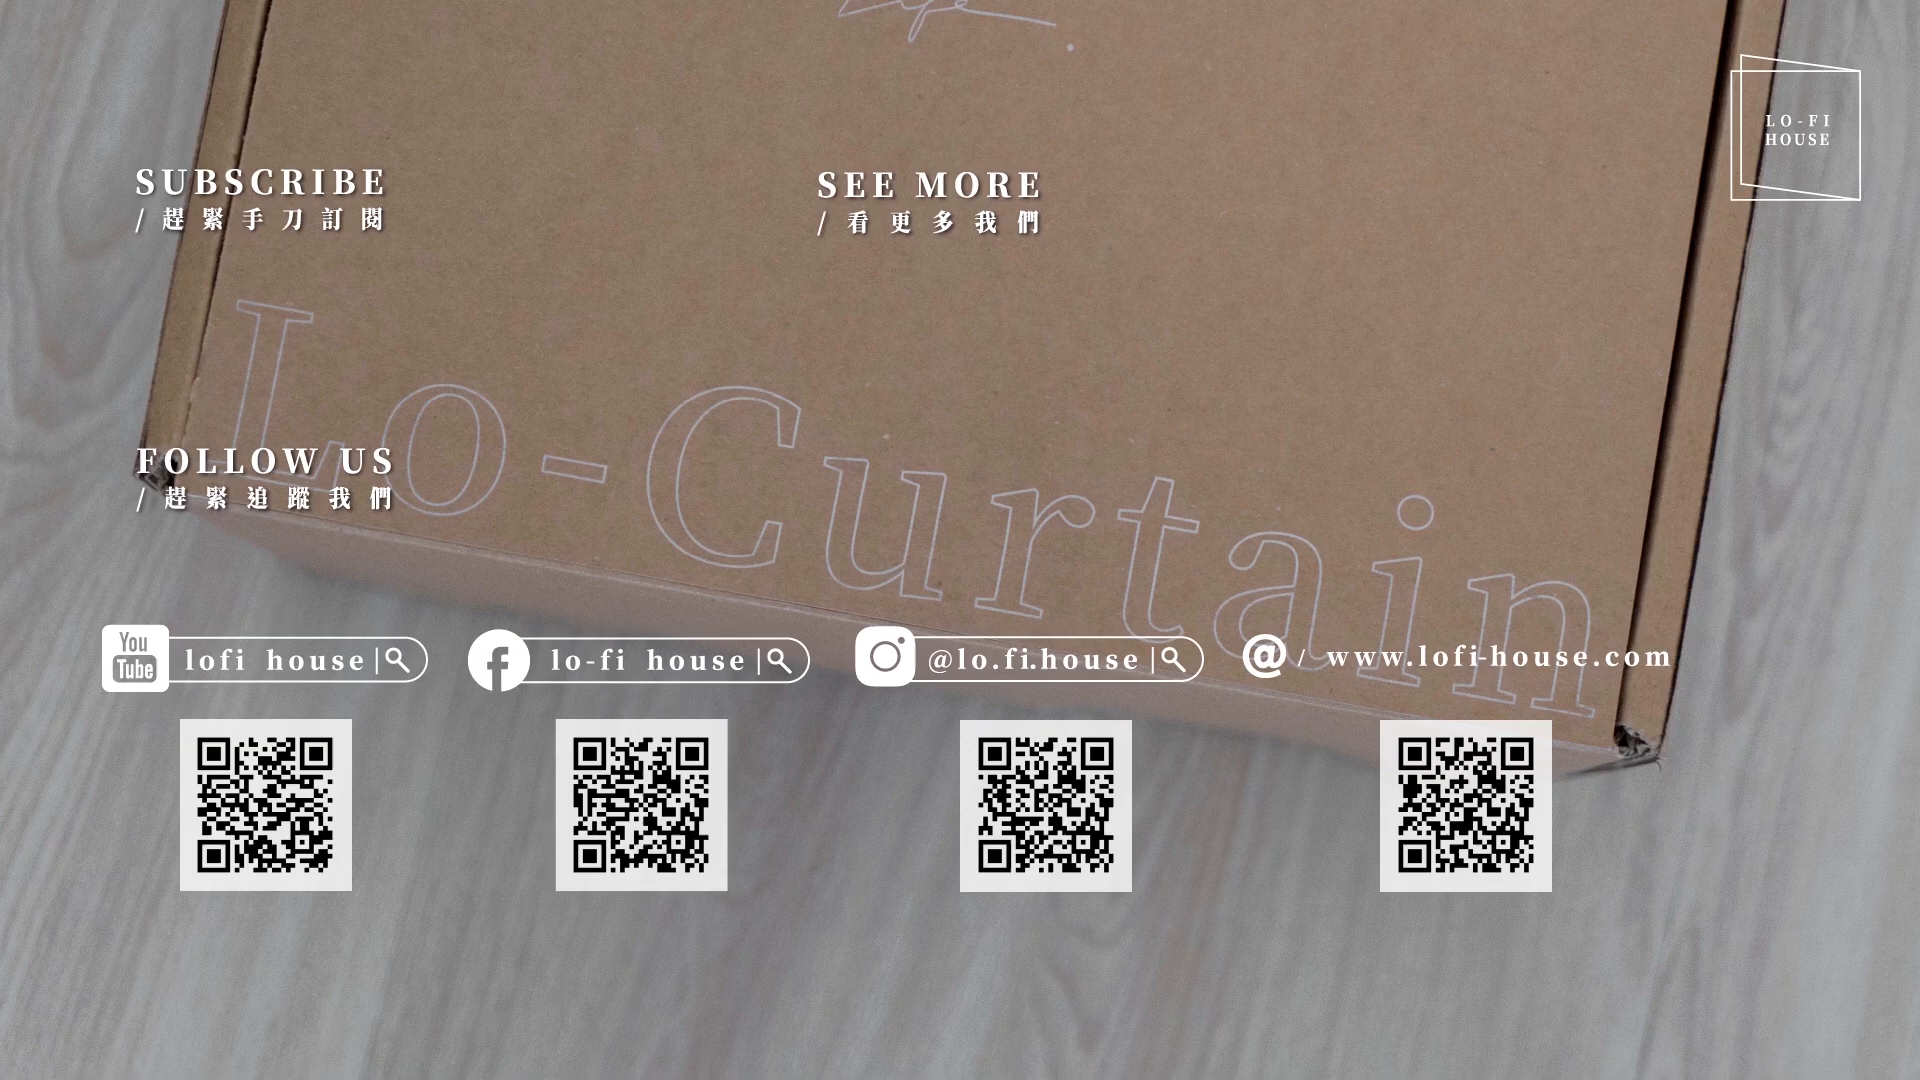 Life
LO-FI
HOUSE
SUBSCRIBE
/ 趕緊手刀訂閱
SEE MORE
/ 看更多我們
Lo-Curtain
FOLLOW US
/ 趕緊追蹤我們
You
Tube
lofi house
lo-fi house
@lo.fi.house
@ / www.lofi-house.com